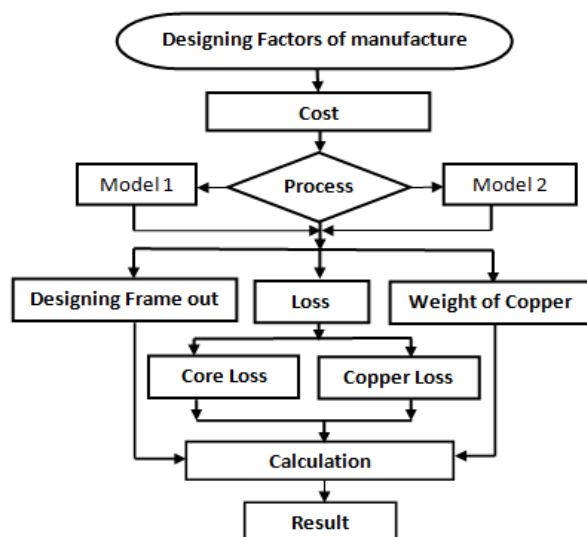 Designing Factors of manufacture
Cost
Process
Model 1
Model 2
Designing Frame out
Loss
Weight of Copper
Core Loss
Copper Loss
Calculation
Result